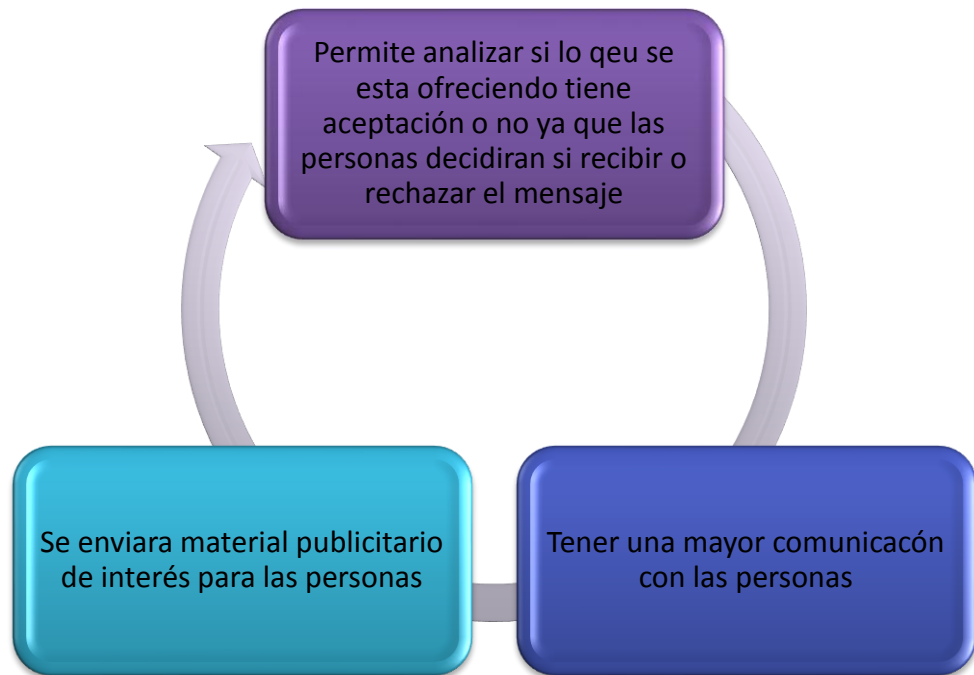 Permite analizar si lo qeu se
esta ofreciendo tiene
aceptación o no ya que las
personas decidiran si recibir o
rechazar el mensaje
Se enviara material publicitario
de interés para las personas
Tener una mayor comunicacón
con las personas